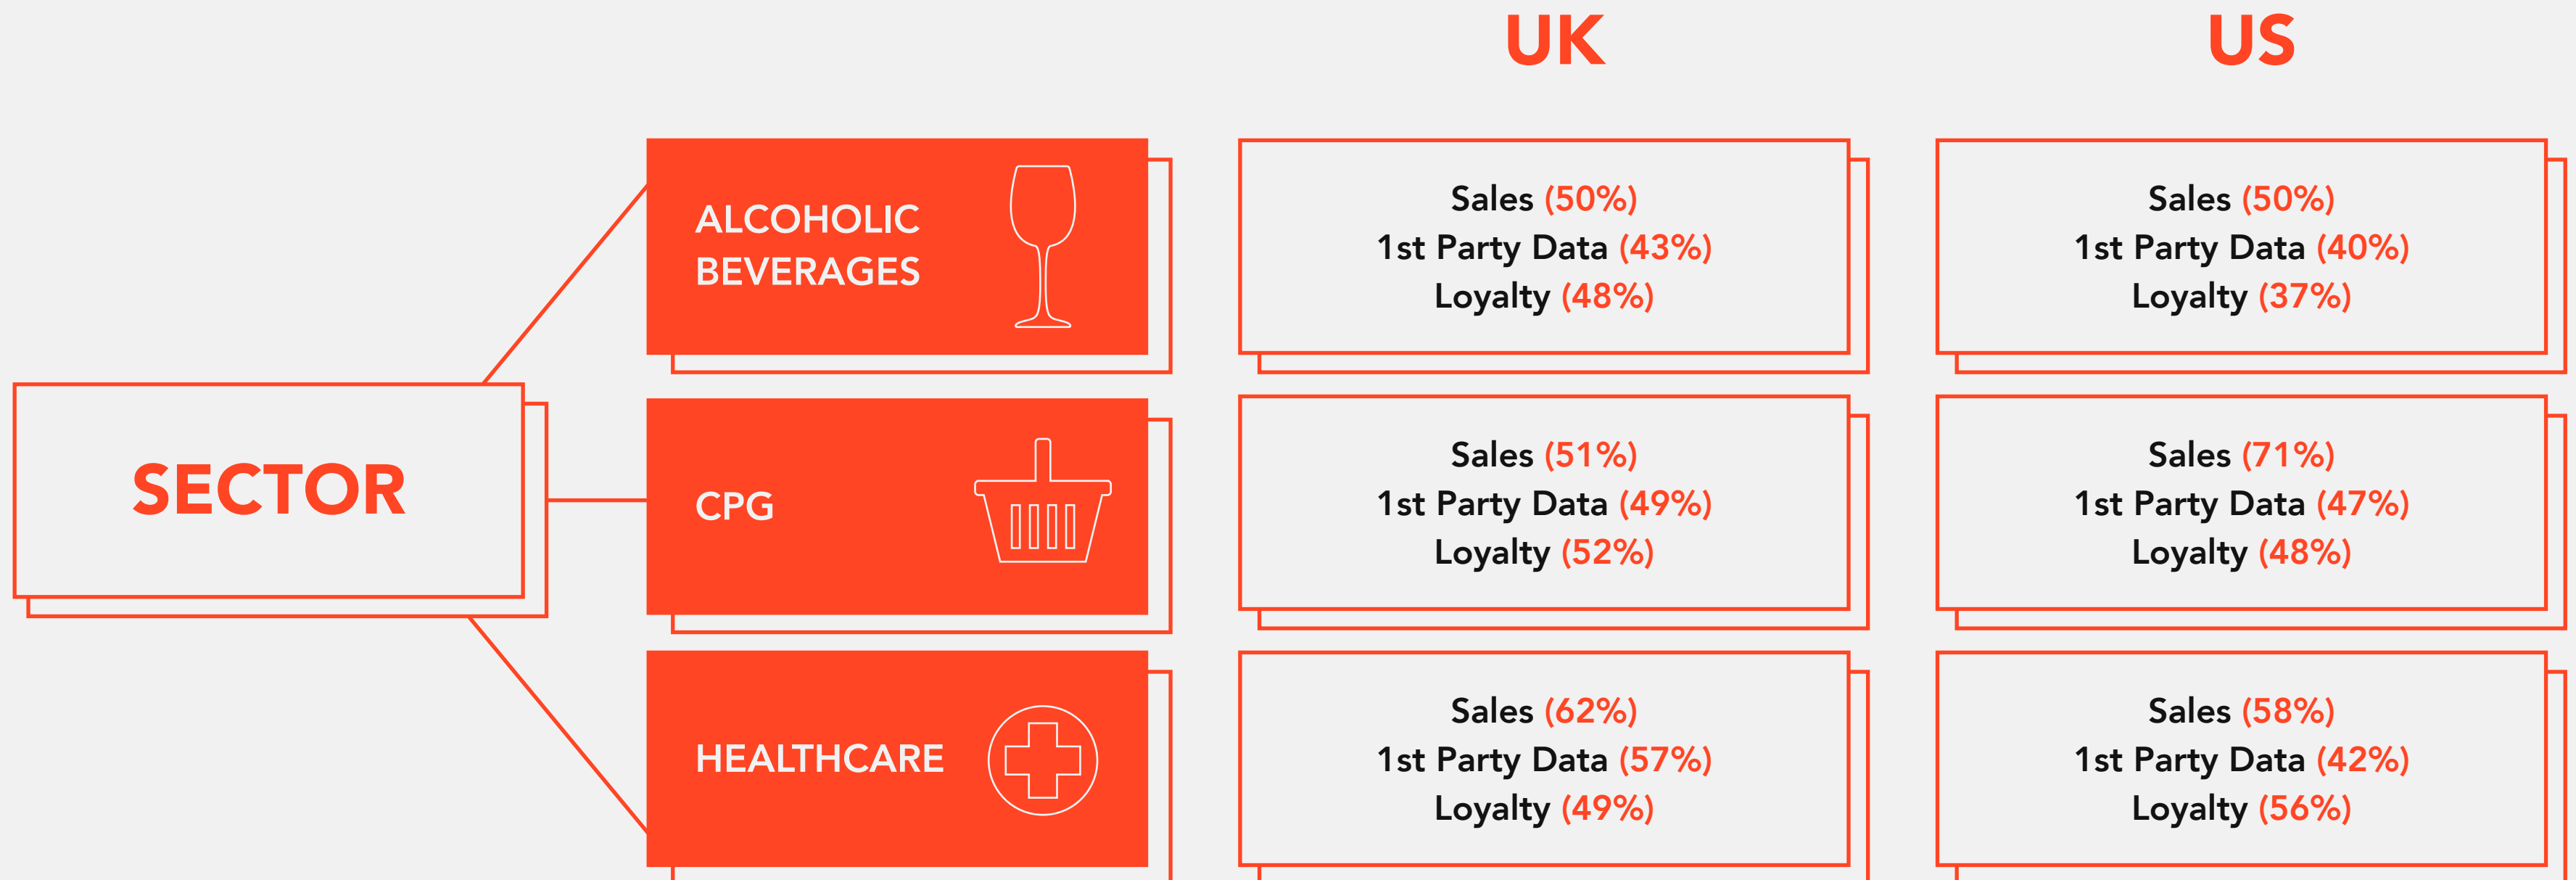 UK
US
ALCOHOLIC
BEVERAGES
Sales (50%)
1st Party Data (43%)
Loyalty (48%)
Sales (50%)
1st Party Data (40%)
Loyalty (37%)
SECTOR
CPG
Sales (51%)
1st Party Data (49%)
Loyalty (52%)
Sales (71%)
1st Party Data (47%)
Loyalty (48%)
HEALTHCARE
Sales (62%)
1st Party Data (57%)
Loyalty (49%)
Sales (58%)
1st Party Data (42%)
Loyalty (56%)